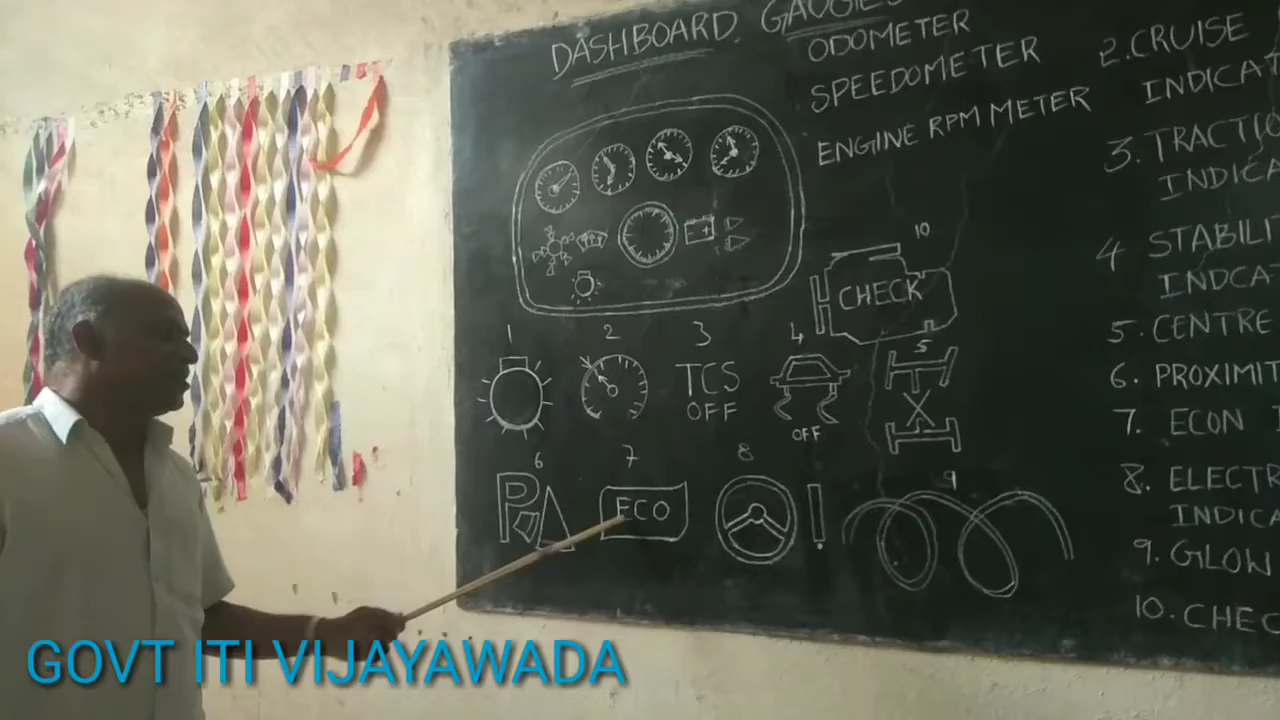 DASHBOARD GAUGES
ODOMETER
SPEEDOMETER
ENGINE RPM METER
2. CRUISE
INDICAT
3. TRACTIO
INDICA
4 STABILIT
INDCAT
5. CENTRE
6. PROXIMIT
7. ECON I
8. ELECTR
INDICA
9. GLOW
10. CHEC
10
CHECK
1 2 3 4 5
TCS
OFF
OFF
6 7 8 9
P
ECO
GOVT ITI VIJAYAWADA